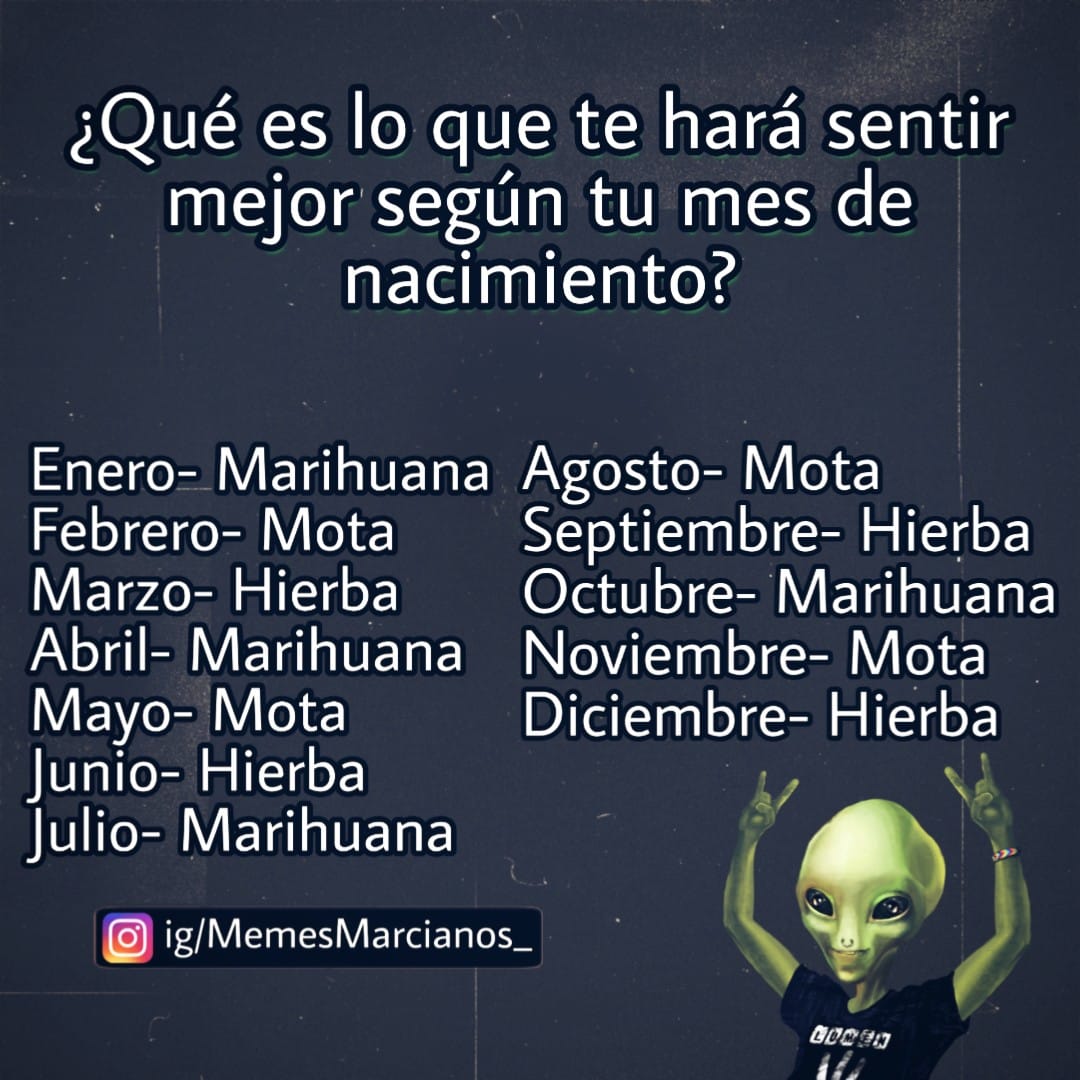 ¿Qué es lo que te hará sentir
mejor según tu mes de
nacimiento?
Enero- Marihuana
Febrero- Mota
Marzo- Hierba
Abril- Marihuana
Mayo- Mota
Junio- Hierba
Julio- Marihuana
Agosto- Mota
Septiembre- Hierba
Octubre- Marihuana
Noviembre- Mota
Diciembre- Hierba
ig/MemesMarcianos_
LUMEN